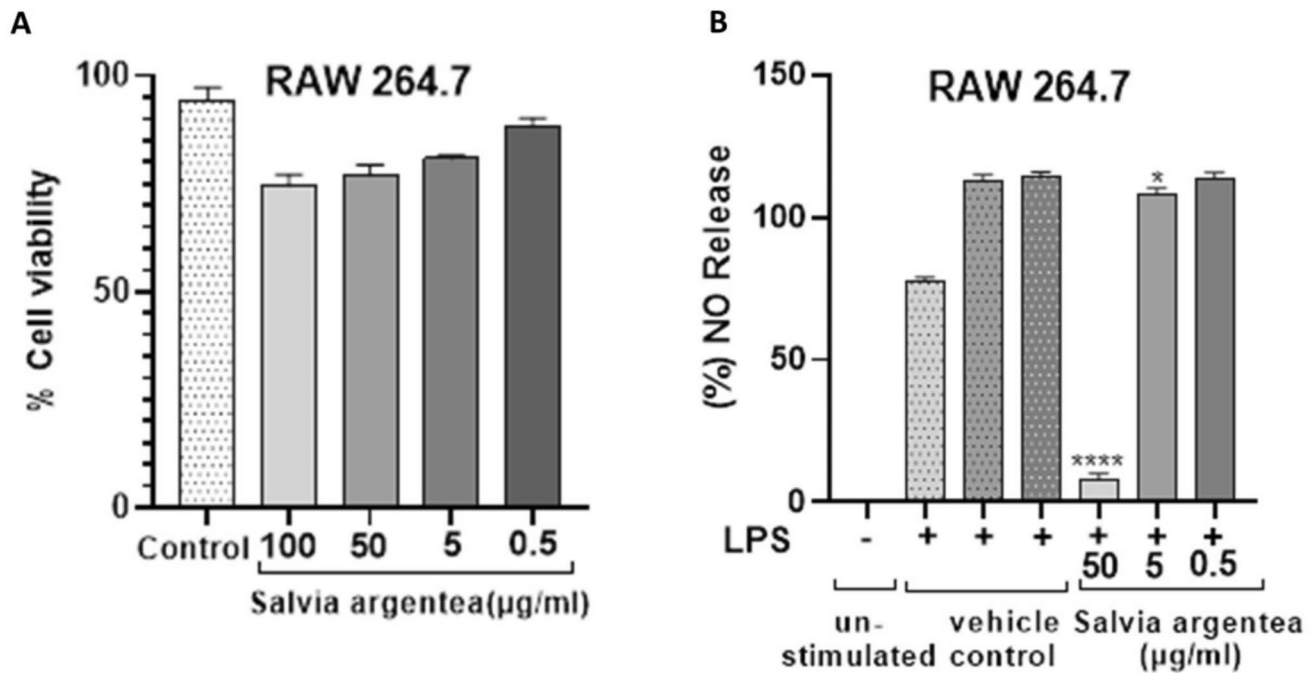 A
RAW 264.7
% Cell viability
100
50
0
Control 100 50 5 0.5
Salvia argentea(µg/ml)
B
RAW 264.7
(%) NO Release
150
100
50
0
****
*
LPS - + + + + + +
50 5 0.5
un-
stimulated
vehicle
control
Salvia argentea
(µg/ml)